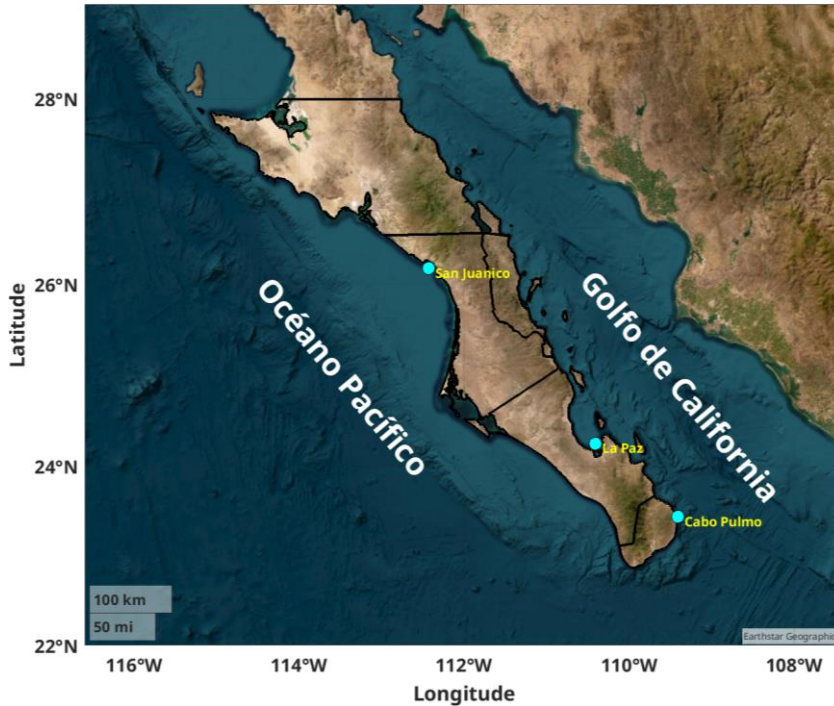 28°N
26°N
24°N
22°N
Latitude
San Juanico
Océano Pacífico
Golfo de California
La Paz
Cabo Pulmo
100 km
50 mi
Earthstar Geographic
116°W
114°W
112°W
110°W
108°W
Longitude